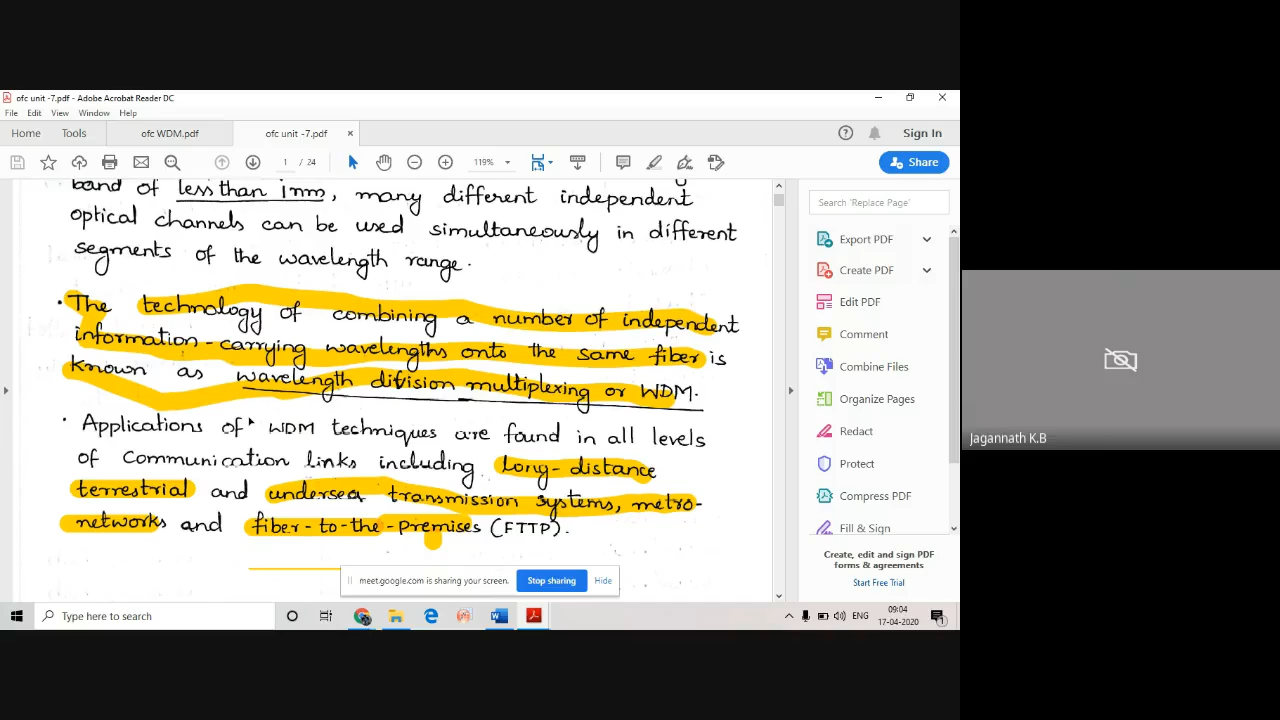 ofc unit -7.pdf - Adobe Acrobat Reader DC
File Edit View Window Help
Home Tools ofc WDM.pdf ofc unit -7.pdf × Sign In
1 / 24 119% Share
band of less than 1nm, many different independent
optical channels can be used simultaneously in different
segments of the wavelength range.
• The technology of combining a number of independent
information-carrying wavelengths onto the same fiber is
known as wavelength division multiplexing or WDM.
• Applications of WDM techniques are found in all levels
of communication links including long-distance
terrestrial and undersea transmission systems, metro-
networks and fiber-to-the-premises (FTTP).
Search 'Replace Page'
Export PDF
Create PDF
Edit PDF
Comment
Combine Files
Organize Pages
Redact
Protect
Compress PDF
Fill & Sign
Create, edit and sign PDF
forms & agreements
Start Free Trial
meet.google.com is sharing your screen. Stop sharing Hide
Type here to search
ENG
09:04
17-04-2020
1
Jagannath K.B